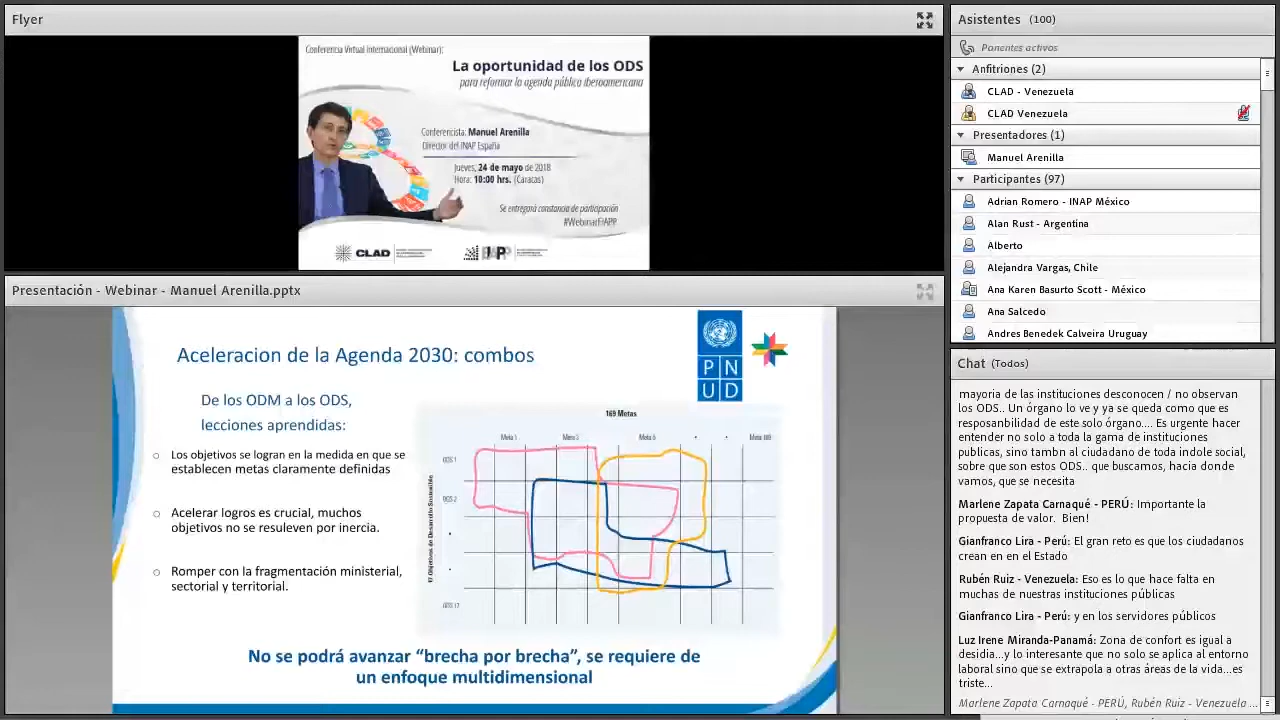 Flyer
Conferencia Virtual Internacional (Webinar):
La oportunidad de los ODS
para reformar la agenda pública iberoamericana
Conferencista: Manuel Arenilla
Director del INAP España
Jueves, 24 de mayo de 2018
Hora: 10:00 hrs. (Caracas)
Se entregará constancia de participación
#WebinarEIAPP
CLAD
EIAPP
Presentación - Webinar - Manuel Arenilla.pptx
Aceleracion de la Agenda 2030: combos
P N
U D
De los ODM a los ODS,
lecciones aprendidas:
Los objetivos se logran en la medida en que se
establecen metas claramente definidas
Acelerar logros es crucial, muchos
objetivos no se resuleven por inercia.
Romper con la fragmentación ministerial,
sectorial y territorial.
169 Metas
Meta 1
Meta 3
Meta 6
Meta 169
ODS 1
ODS 2
ODS 17
17 Objetivos de Desarrollo Sostenible
No se podrá avanzar “brecha por brecha”, se requiere de
un enfoque multidimensional
Asistentes (100)
Ponentes activos
Anfitriones (2)
CLAD - Venezuela
CLAD Venezuela
Presentadores (1)
Manuel Arenilla
Participantes (97)
- INAP México
Ana Rudi, Argentina
Alberto
Alejandra Vargas, Chile
Ana Karen Basurto Scott - México
Ana Salcedo
Andres Benedek Calveira Uruguay
Chat (Todos)
mayoria de las instituciones desconocen / no observan
los ODS. Un órgano lo ve y ya se queda como que es
respoanbilidad de este solo órgano... Es urgente hacer
entender no solo a toda la gama de instituciones
publicas, sino tambn al ciudadano de toda indole social,
sobre que son los ODS.. que buscamos, hacia donde
vamos, que se necesita
Marlene Zapata Carnaqué - PERÚ: Importante la
propuesta de valor. Bien!
Gianfranco Lira - Perú: El gran reto es que los ciudadanos
crean en en el Estado
Rubén Ruiz - Venezuela: Eso es lo que hace falta en
muchas de nuestras instituciones públicas
Gianfranco Lira - Perú: y en los servidores públicos
Luz Irene Miranda-Panamá: Zona de confort es igual a
desidia...y lo interesante que no solo se aplica al entorno
laboral sino que se extrapola a otras áreas de la vida...es
triste...
Marlene Zapata Carnaqué - PERÚ, Rubén Ruiz - Venezuela ...